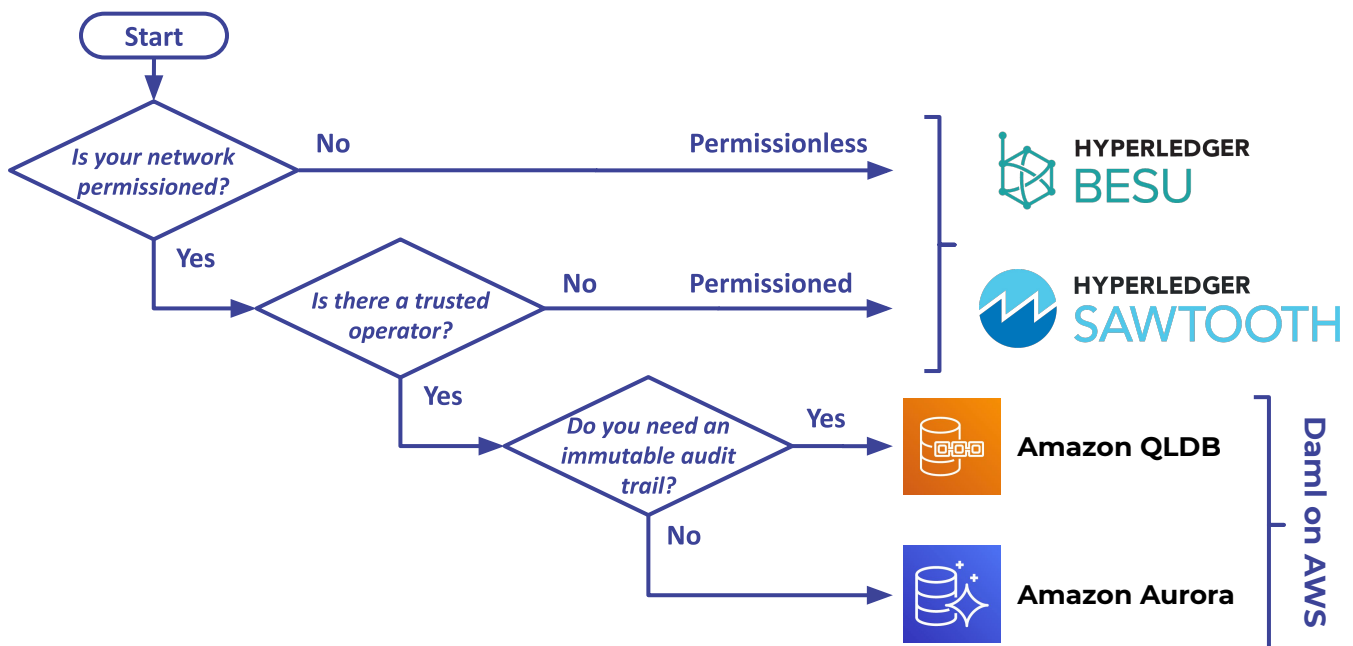 Start
Is your network
permissioned?
No
Permissionless
HYPERLEDGER
BESU
Yes
Is there a trusted
operator?
No
Permissioned
HYPERLEDGER
SAWTOOTH
Yes
Do you need an
immutable audit
trail?
Yes
Amazon QLDB
No
Amazon Aurora
Daml on AWS